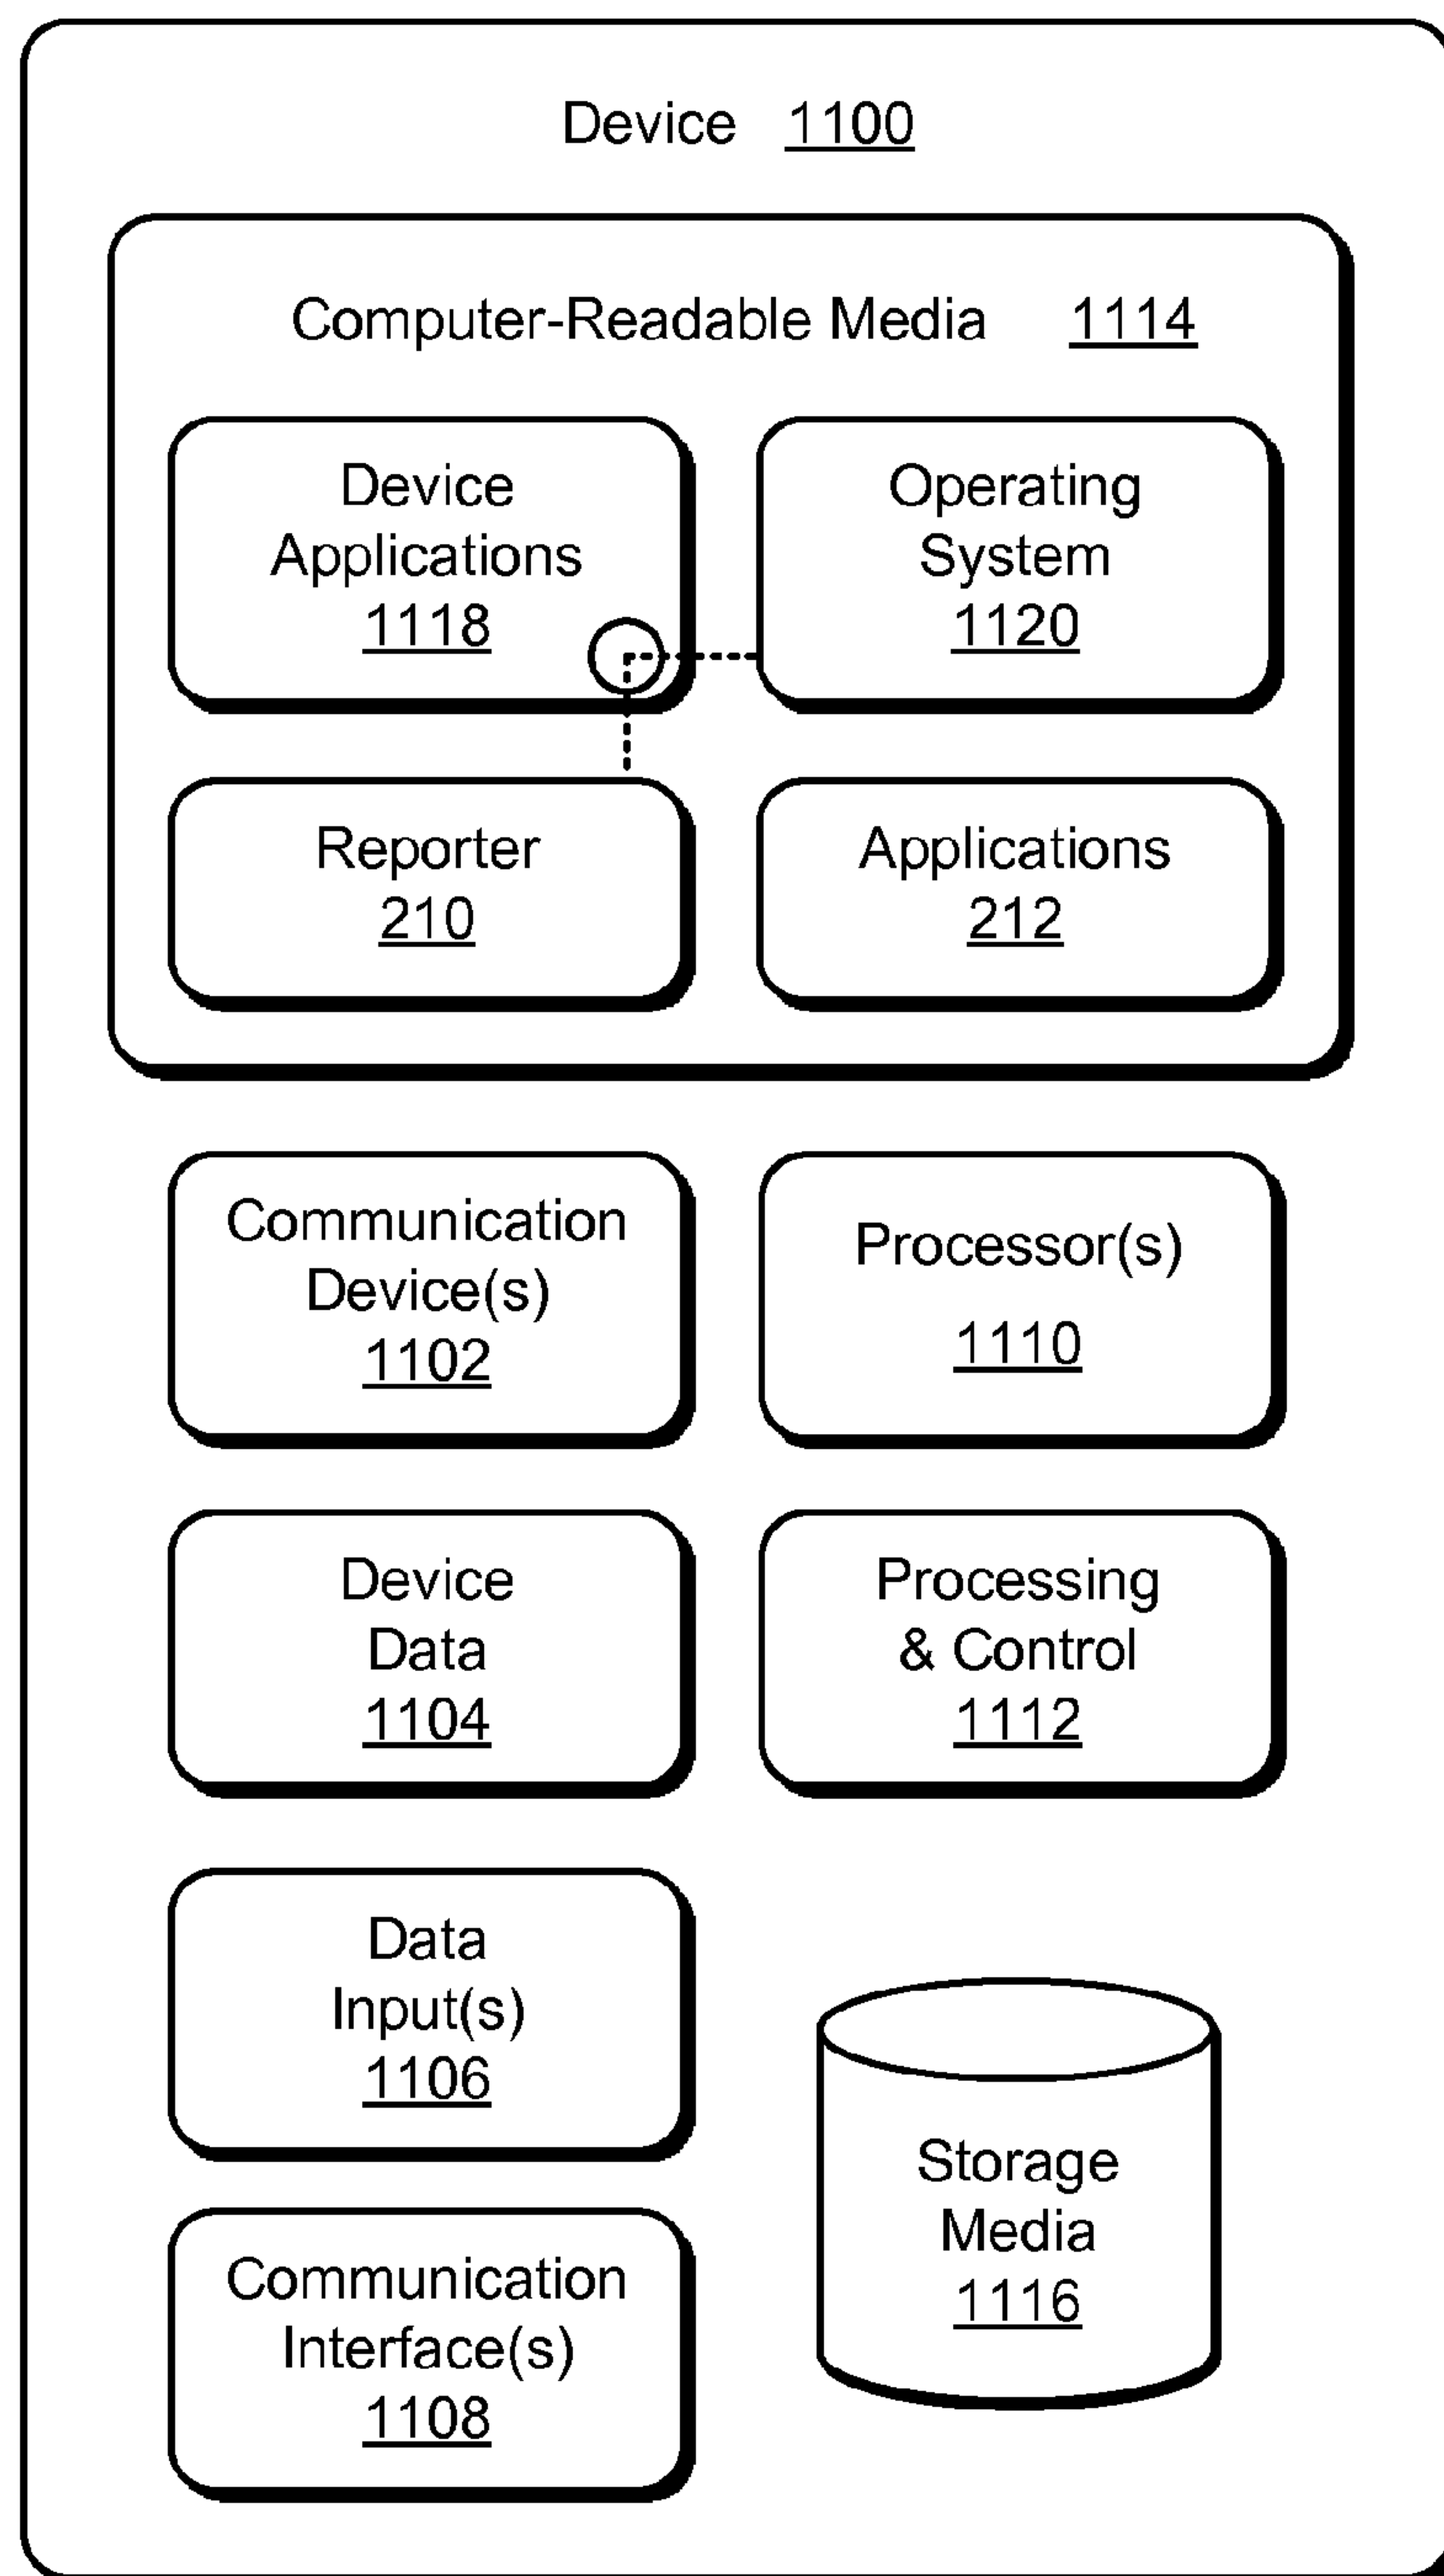 Device 1100
Computer-Readable Media 1114
Device
Applications
1118
Operating
System
1120
Reporter
210
Applications
212
Communication
Device(s)
1102
Processor(s)
1110
Device
Data
1104
Processing
& Control
1112
Data
Input(s)
1106
Storage
Media
1116
Communication
Interface(s)
1108